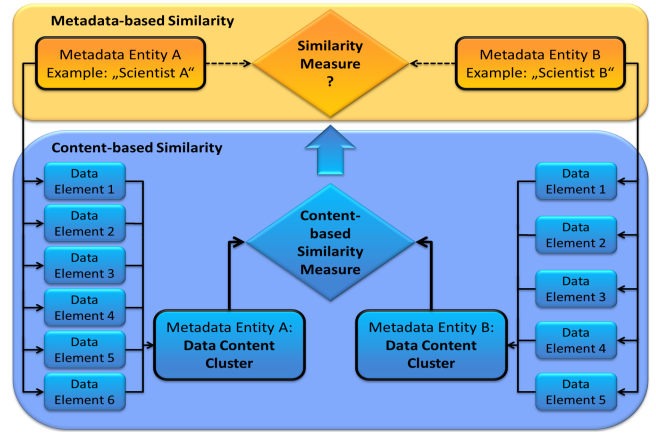 Metadata-based Similarity
Metadata Entity A
Example: „Scientist A“
Similarity
Measure
?
Metadata Entity B
Example: „Scientist B“
Content-based Similarity
Data
Element 1
Data
Element 2
Data
Element 3
Data
Element 4
Data
Element 5
Data
Element 6
Content-
based
Similarity
Measure
Metadata Entity A:
Data Content
Cluster
Metadata Entity B:
Data Content
Cluster
Data
Element 1
Data
Element 2
Data
Element 3
Data
Element 4
Data
Element 5